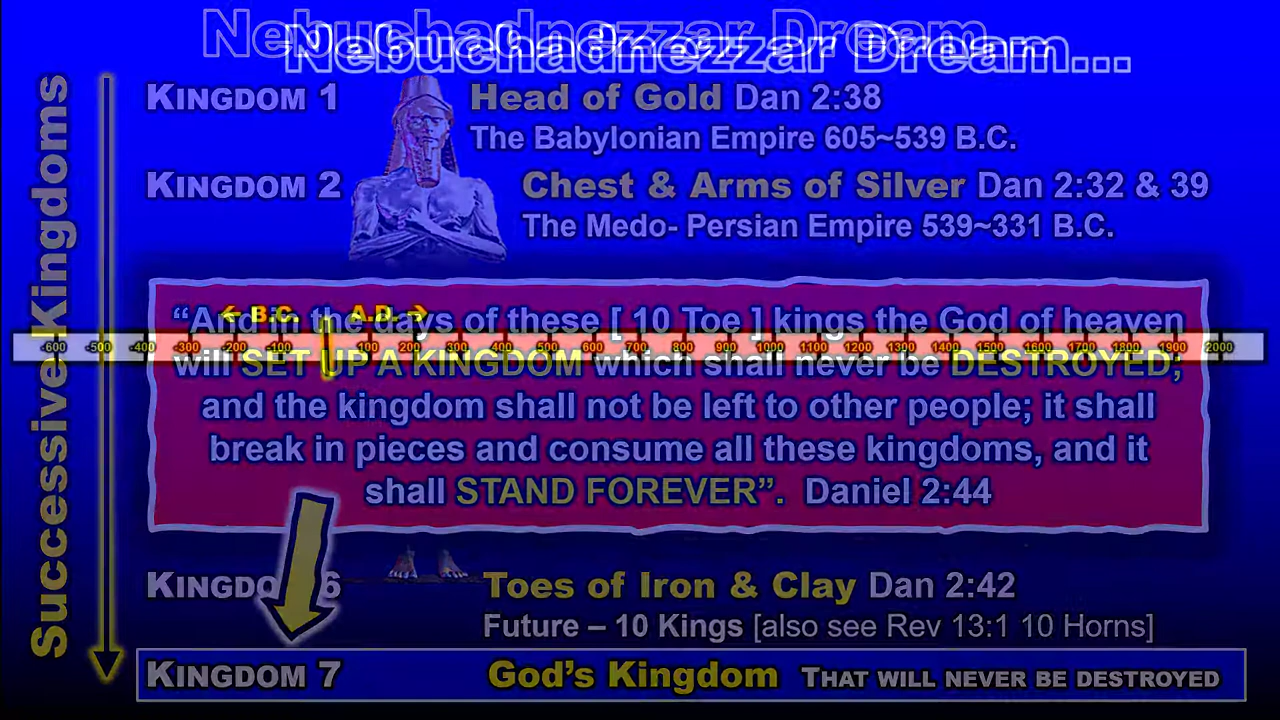 Nebuchadnezzar Dream...
Nebuchadnezzar Dream...
Successive Kingdoms
KINGDOM 1
Head of Gold Dan 2:38
The Babylonian Empire 605~539 B.C.
KINGDOM 2
Chest & Arms of Silver Dan 2:32 & 39
The Medo- Persian Empire 539~331 B.C.
← B.C. A.D. →
“And in the days of these [ 10 Toe ] kings the God of heaven
-600 -500 -400 -300 -200 -100 100 200 300 400 500 600 700 800 900 1000 1100 1200 1300 1400 1500 1600 1700 1800 1900 2000
will SET UP A KINGDOM which shall never be DESTROYED;
and the kingdom shall not be left to other people; it shall
break in pieces and consume all these kingdoms, and it
shall STAND FOREVER”. Daniel 2:44
KINGDO 6
Toes of Iron & Clay Dan 2:42
Future – 10 Kings [also see Rev 13:1 10 Horns]
KINGDOM 7
God’s Kingdom THAT WILL NEVER BE DESTROYED